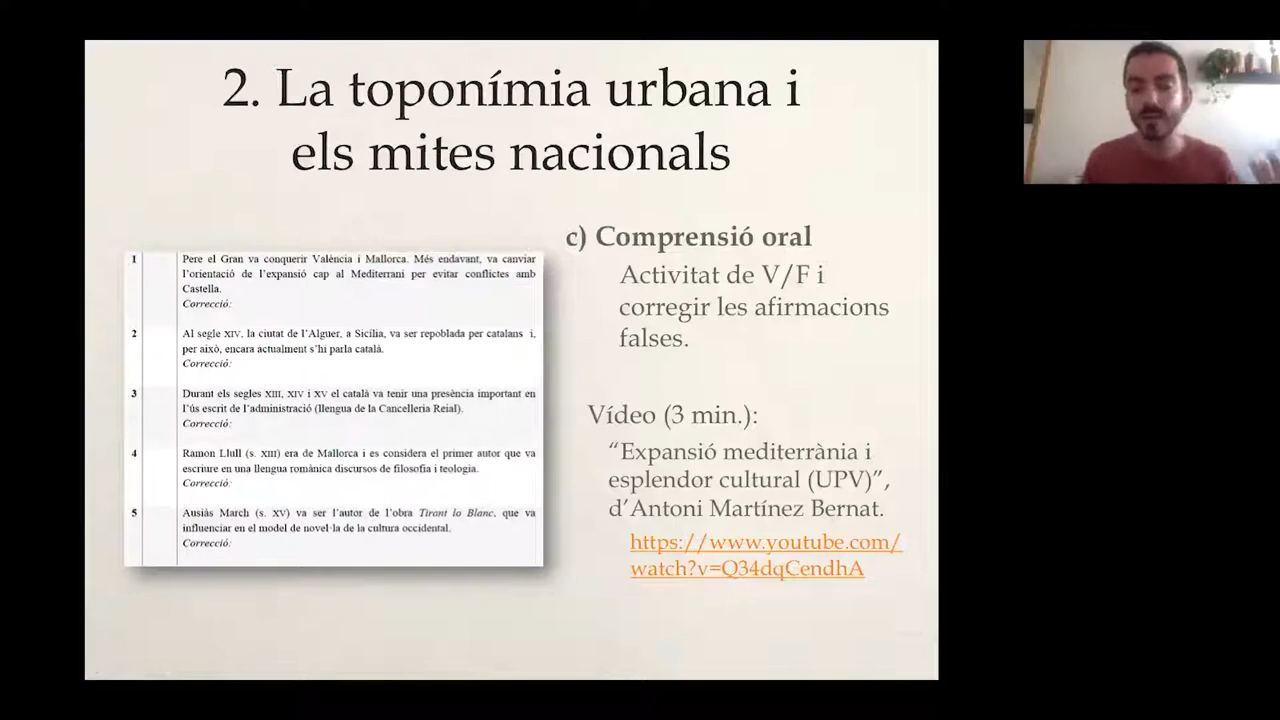 2. La toponímia urbana i
els mites nacionals
1 Pere el Gran va conquerir València i Mallorca. Més endavant, va canviar
l'orientació de l'expansió cap al Mediterrani per evitar conflictes amb
Castella.
Correcció:
2 Al segle XIV, la ciutat de l'Alguer, a Sicília, va ser repoblada per catalans i,
per això, encara actualment s'hi parla català.
Correcció:
3 Durant els segles XIII, XIV i XV el català va tenir una presència important en
l'ús escrit de l'administració (llengua de la Cancelleria Reial).
Correcció:
4 Ramon Llull (s. XIII) era de Mallorca i es considera el primer autor que va
escriure en una llengua romànica discursos de filosofia i teologia.
Correcció:
5 Ausiàs March (s. XV) va ser l'autor de l'obra Tirant lo Blanc, que va
influenciar en el model de novel·la de la cultura occidental.
Correcció:
c) Comprensió oral
Activitat de V/F i
corregir les afirmacions
falses.
Vídeo (3 min.):
“Expansió mediterrània i
esplendor cultural (UPV)”,
d'Antoni Martínez Bernat.
https://www.youtube.com/
watch?v=Q34dqCendhA